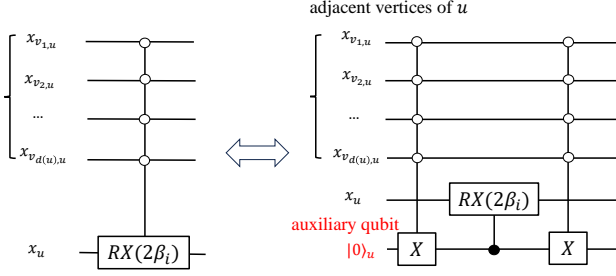 adjacent vertices of u
x_{v_{1},u}
x_{v_{2},u}
...
x_{v_{d(u)},u}
x_u
RX(2β_i)
x_{v_{1},u}
x_{v_{2},u}
...
x_{v_{d(u)},u}
x_u
RX(2β_i)
auxiliary qubit
|0⟩_u
X
X